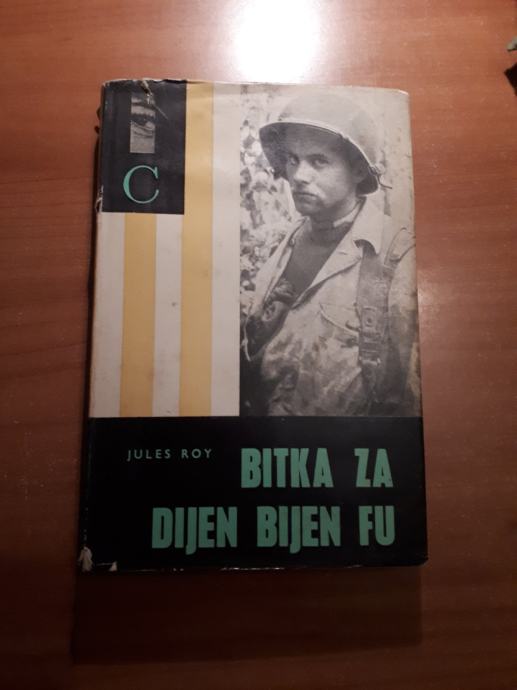 C
JULES ROY
BITKA ZA
DIJEN BIJEN FU